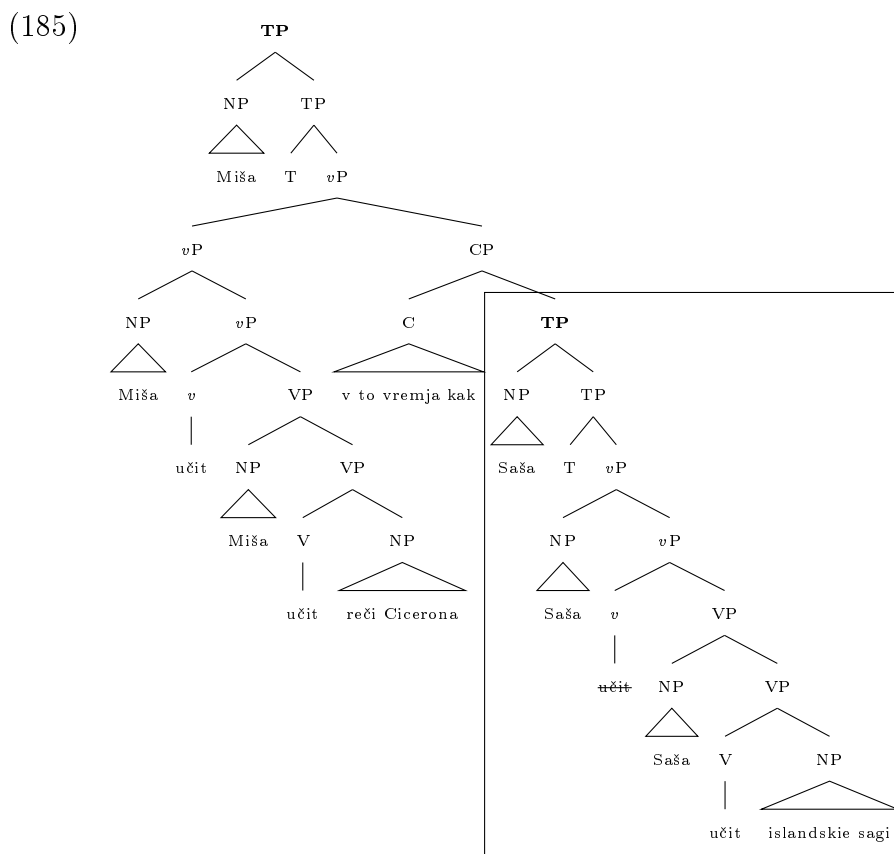 (185)
TP
NP TP
Miša T vP
vP CP
NP vP C TP
Miša v VP v to vremja kak NP TP
učit NP VP Saša T vP
Miša V NP NP vP
učit reči Cicerona Saša v VP
učit NP VP
Saša V NP
učit islandskie sagi